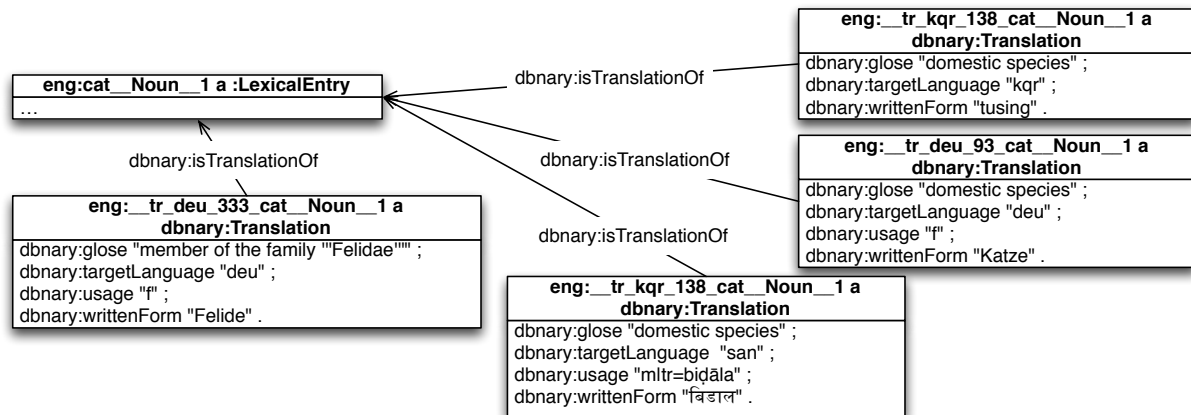 eng:__tr_kqr_138_cat__Noun__1 a
dbnary:Translation
dbnary:glose "domestic species" ;
dbnary:targetLanguage "kqr" ;
dbnary:writtenForm "tusing" .
dbnary:isTranslationOf
eng:cat__Noun__1 a :LexicalEntry
...
dbnary:isTranslationOf
dbnary:isTranslationOf
eng:__tr_deu_93_cat__Noun__1 a
dbnary:Translation
dbnary:glose "domestic species" ;
dbnary:targetLanguage "deu" ;
dbnary:usage "f" ;
dbnary:writtenForm "Katze" .
eng:__tr_deu_333_cat__Noun__1 a
dbnary:Translation
dbnary:glose "member of the family '''Felidae'''" ;
dbnary:targetLanguage "deu" ;
dbnary:usage "f" ;
dbnary:writtenForm "Felide" .
dbnary:isTranslationOf
eng:__tr_kqr_138_cat__Noun__1 a
dbnary:Translation
dbnary:glose "domestic species" ;
dbnary:targetLanguage "san" ;
dbnary:usage "mltr=biḍāla" ;
dbnary:writtenForm "बिडाल" .